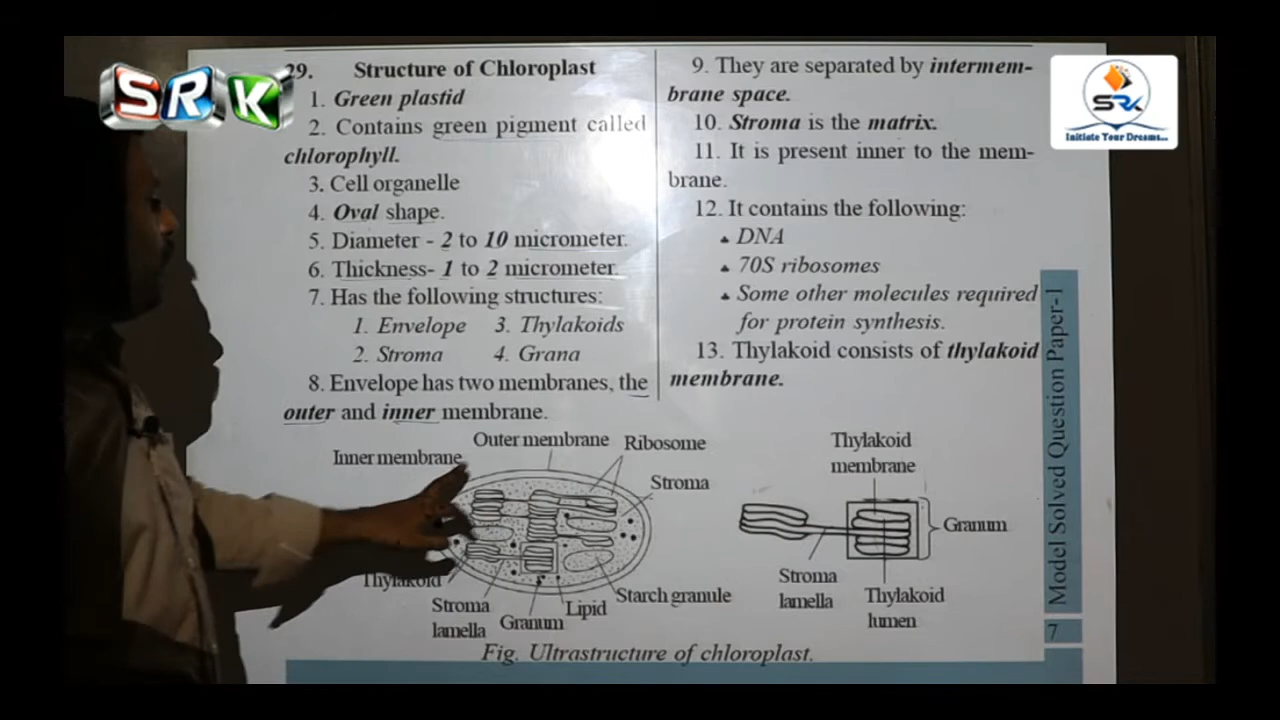 SRK
29. Structure of Chloroplast
1. Green plastid
2. Contains green pigment called
chlorophyll.
3. Cell organelle
4. Oval shape.
5. Diameter - 2 to 10 micrometer.
6. Thickness- 1 to 2 micrometer.
7. Has the following structures:
1. Envelope 3. Thylakoids
2. Stroma 4. Grana
8. Envelope has two membranes, the
outer and inner membrane.
9. They are separated by intermem-
brane space.
10. Stroma is the matrix.
11. It is present inner to the mem-
brane.
12. It contains the following:
DNA
70S ribosomes
Some other molecules required
for protein synthesis.
13. Thylakoid consists of thylakoid
membrane.
SRK
Initiate Your Dreams...
Outer membrane
Inner membrane
Ribosome
Stroma
Thylakoid
Stroma
lamella
Granum
Lipid
Starch granule
Thylakoid
membrane
Granum
Stroma
lamella
Thylakoid
lumen
Fig. Ultrastructure of chloroplast.
Model Solved Question Paper-1
7